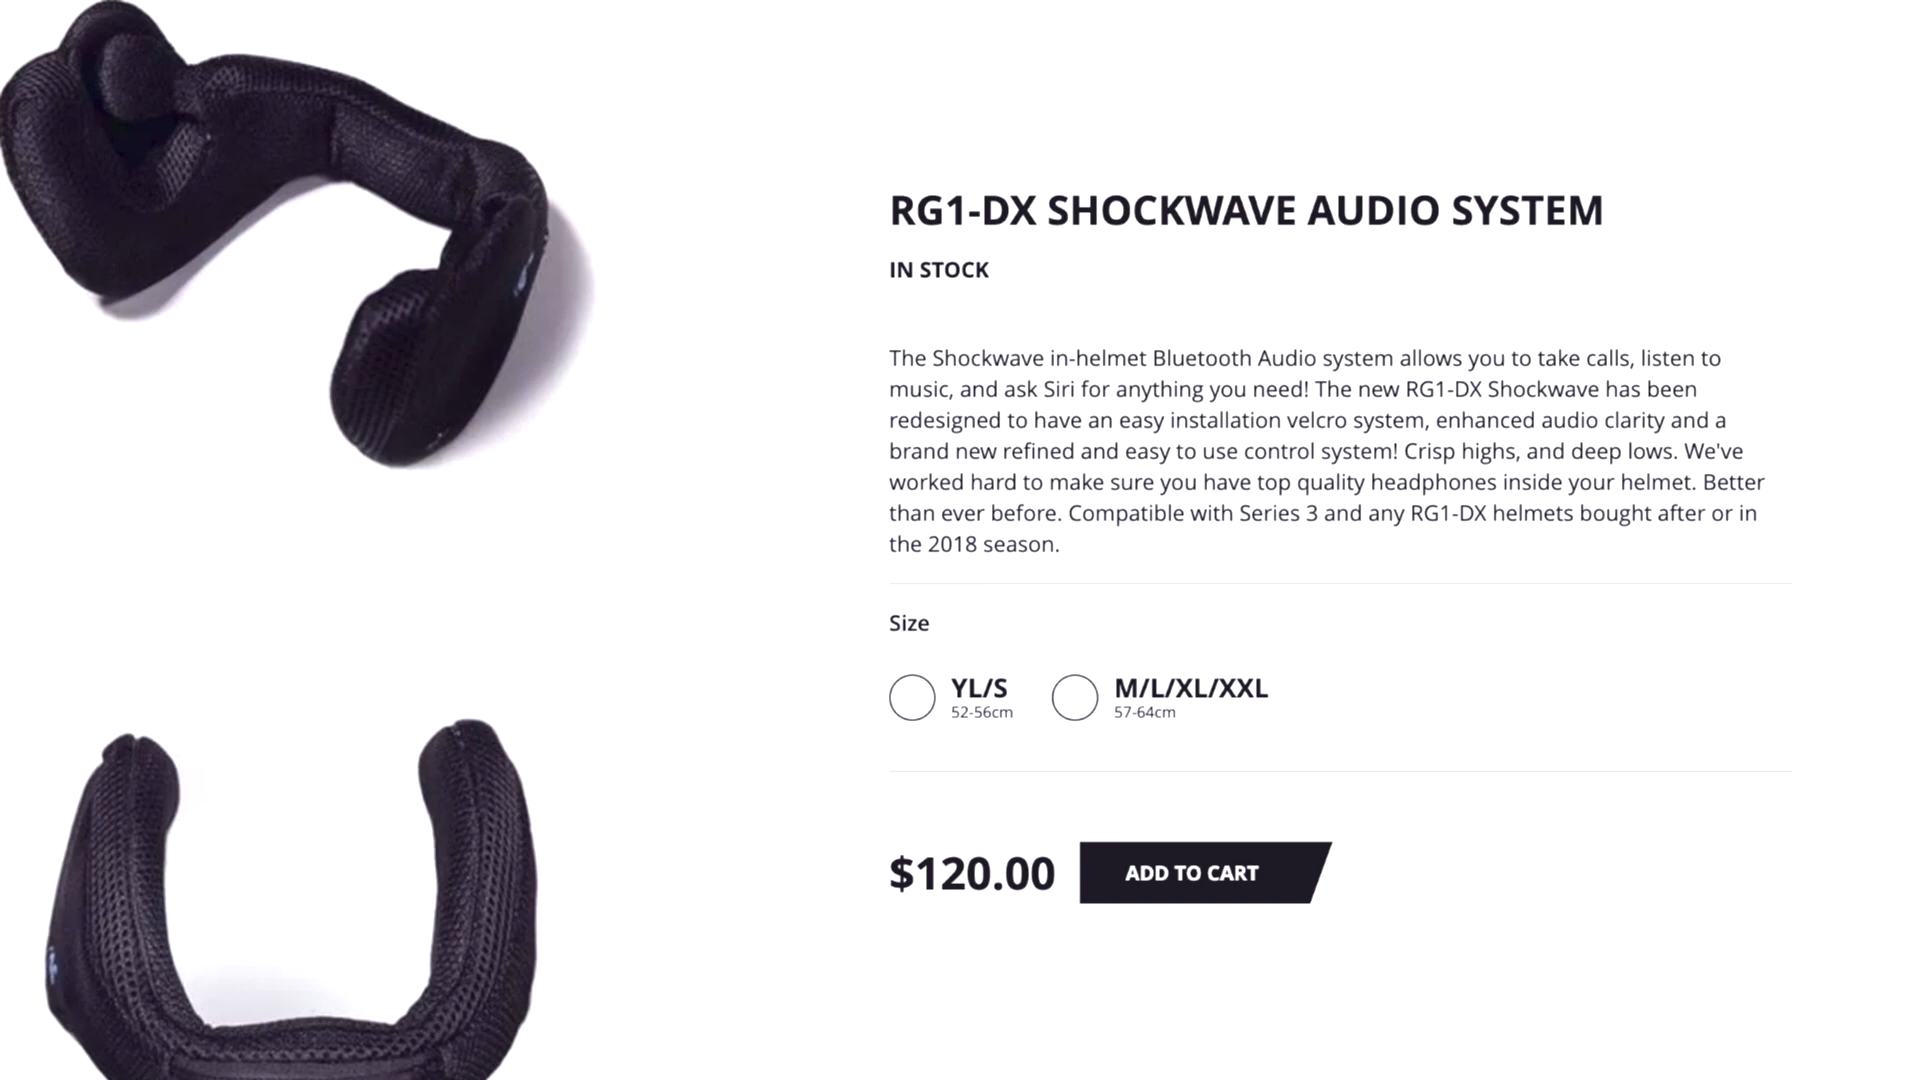 RG1-DX SHOCKWAVE AUDIO SYSTEM
IN STOCK
The Shockwave in-helmet Bluetooth Audio system allows you to take calls, listen to
music, and ask Siri for anything you need! The new RG1-DX Shockwave has been
redesigned to have an easy installation velcro system, enhanced audio clarity and a
brand new refined and easy to use control system! Crisp highs, and deep lows. We've
worked hard to make sure you have top quality headphones inside your helmet. Better
than ever before. Compatible with Series 3 and any RG1-DX helmets bought after or in
the 2018 season.
Size
YL/S
52-56cm
M/L/XL/XXL
57-64cm
$120.00
ADD TO CART